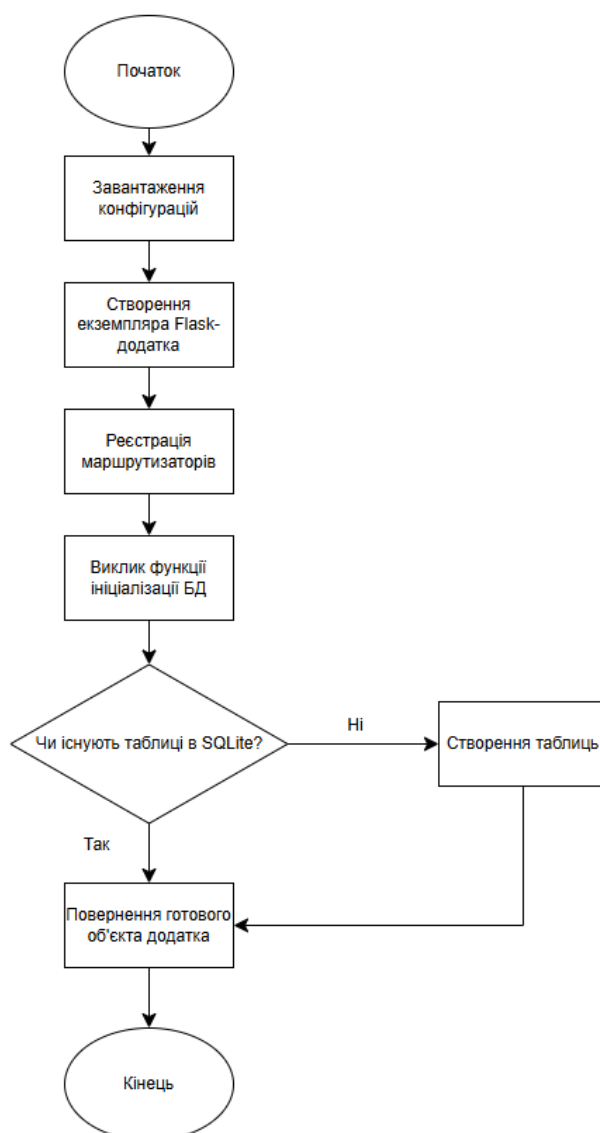 Початок
Завантаження
конфігурацій
Створення
екземпляра Flask-
додатка
Реєстрація
маршрутизаторів
Виклик функції
ініціалізації БД
Чи існують таблиці в SQLite?
Ні
Створення таблиць
Так
Повернення готового
об'єкта додатка
Кінець